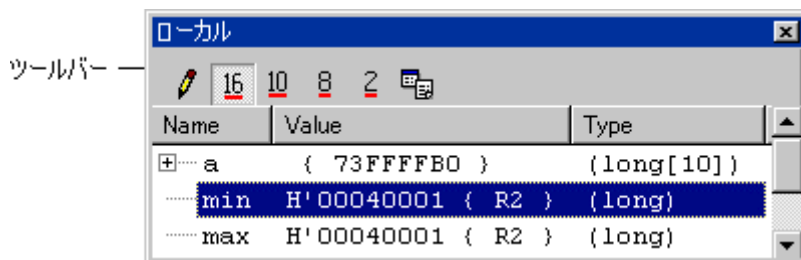 ローカル
ツールバー
16 10 8 2
Name Value Type
a { 73FFFFB0 } (long[10])
min H'00040001 { R2 } (long)
max H'00040001 { R2 } (long)